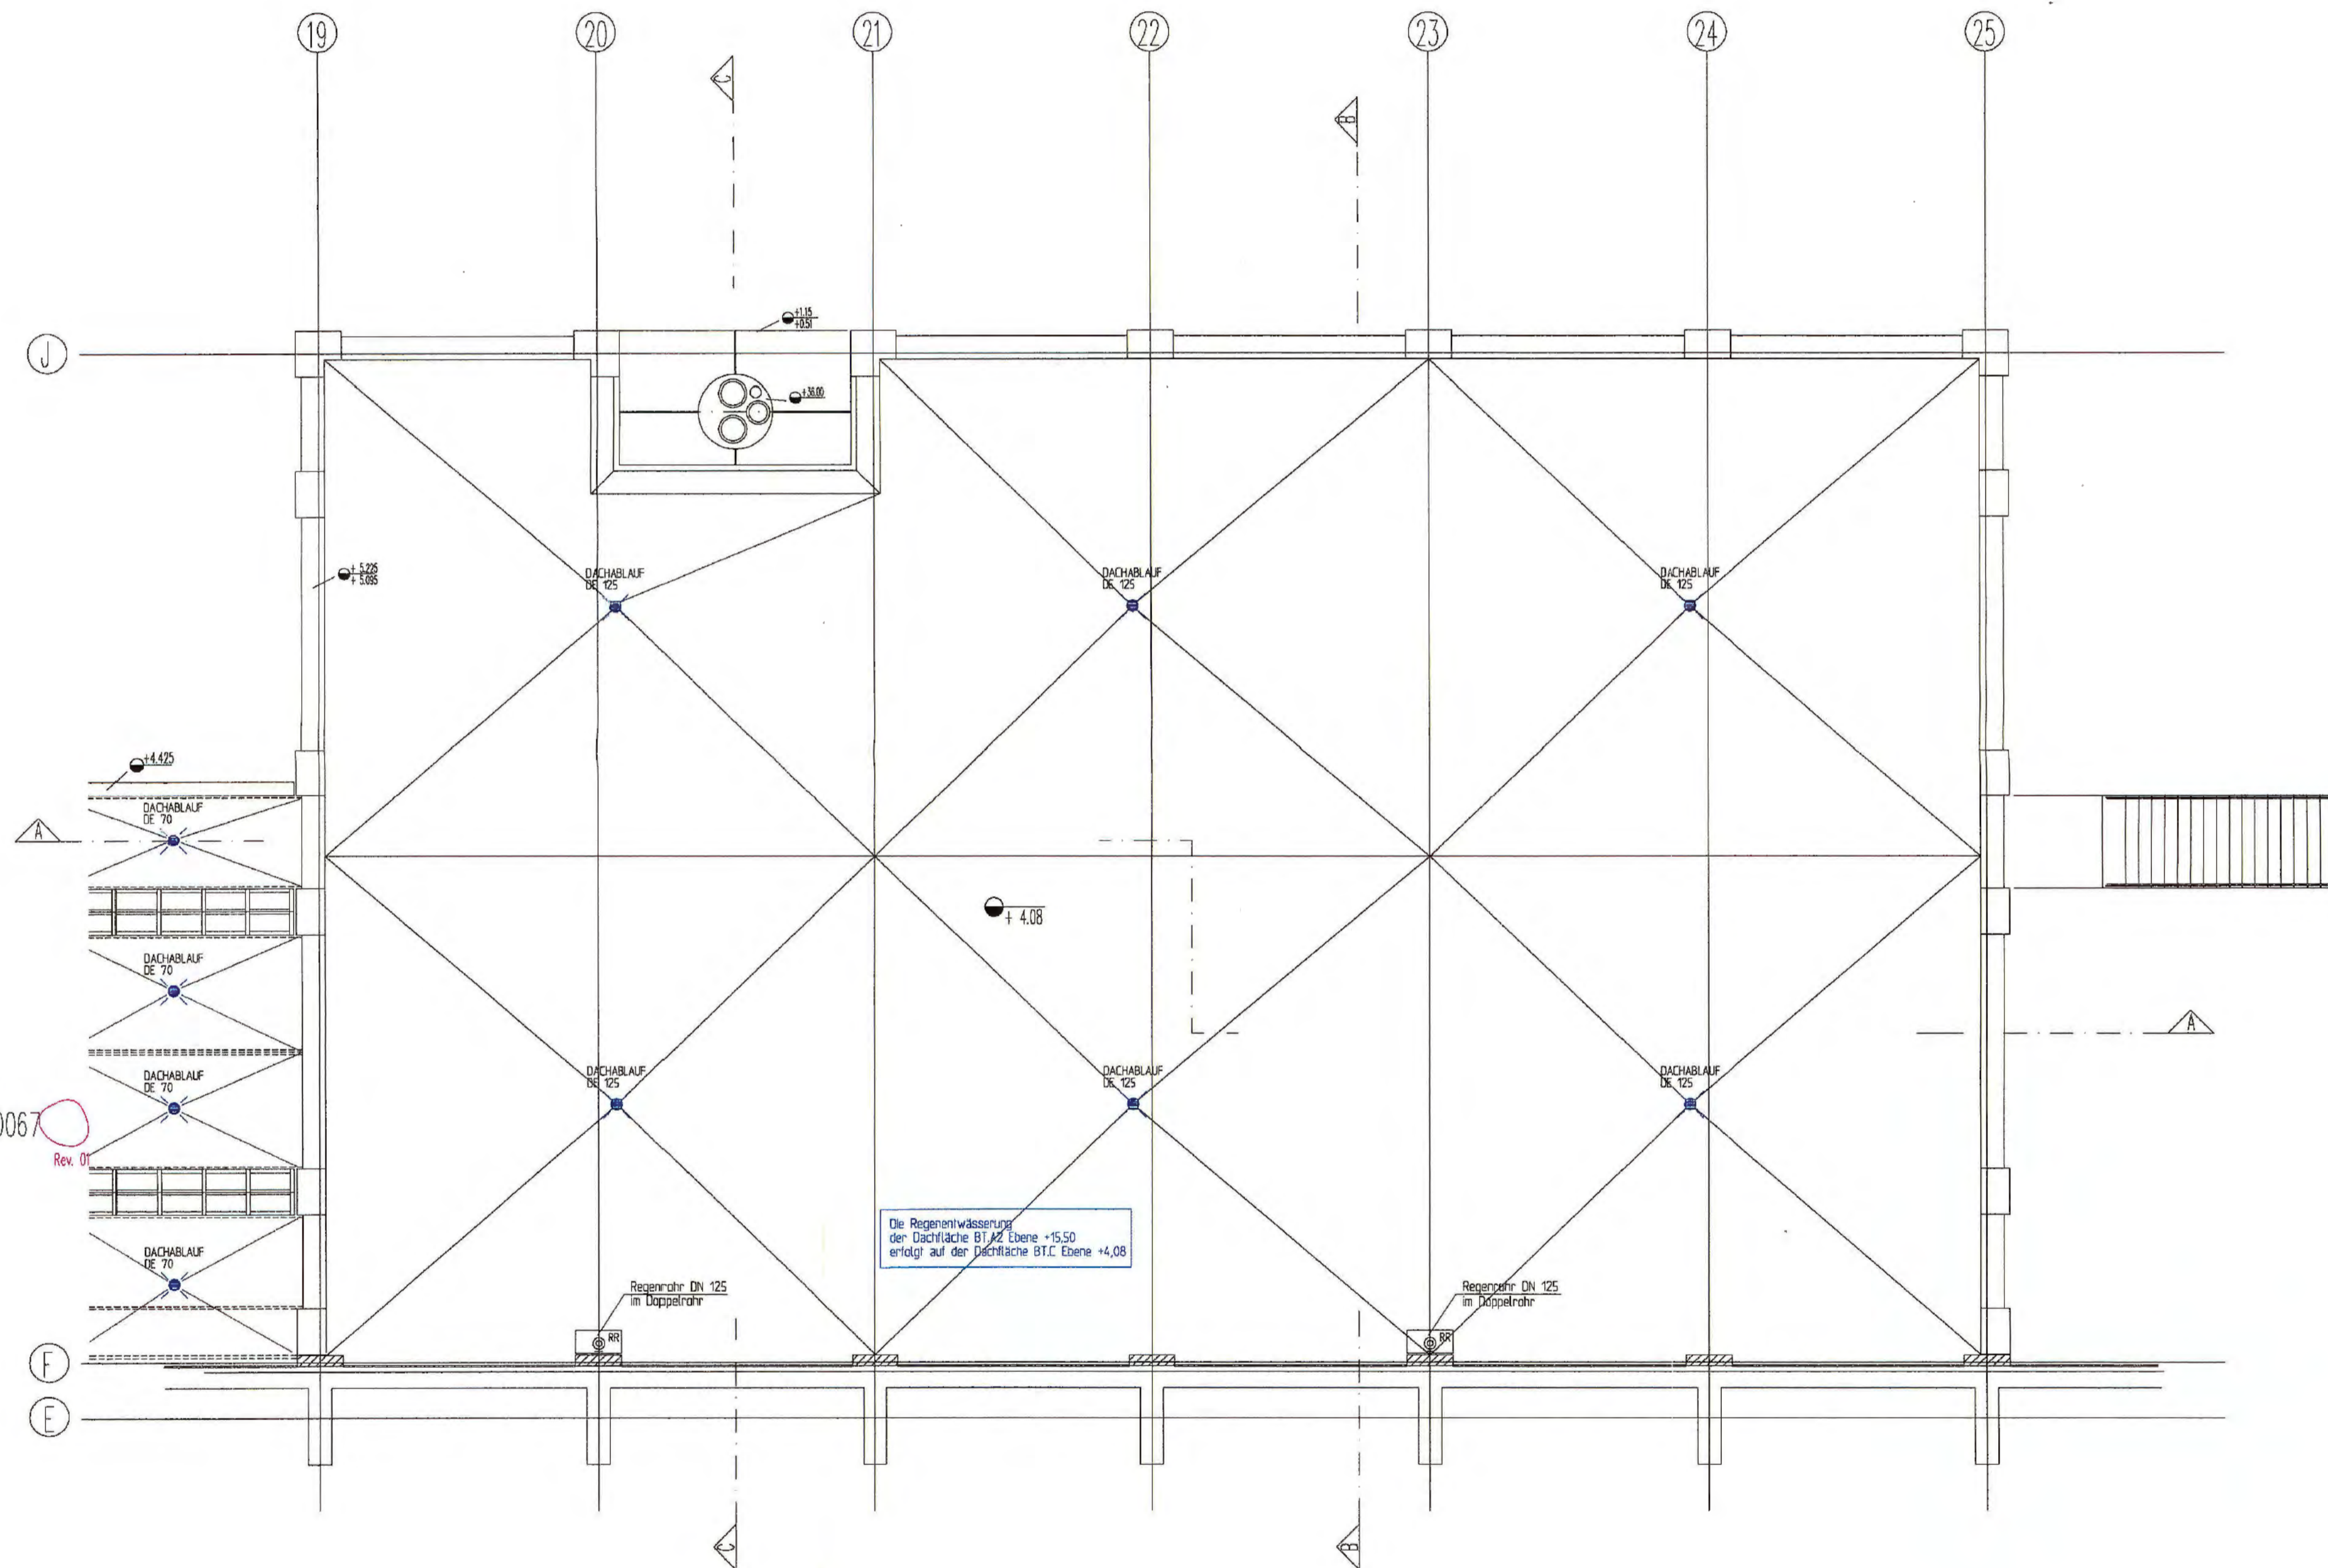 19
20
21
22
23
24
25
C
B
+1.15
+0.51
J
+36.00
+ 5.225
+ 5.095
DACHABLAUF
DE 125
DACHABLAUF
DE 125
DACHABLAUF
DE 125
+4.425
DACHABLAUF
DE 70
A
+ 4.08
DACHABLAUF
DE 70
A
DACHABLAUF
DE 70
DACHABLAUF
DE 125
DACHABLAUF
DE 125
DACHABLAUF
DE 125
0067
Rev. 01
Die Regenentwässerung
der Dachfläche BT.A2 Ebene +15,50
erfolgt auf der Dachfläche BT.C Ebene +4,08
DACHABLAUF
DE 70
Regenrohr DN 125
im Doppelrohr
Regenrohr DN 125
im Doppelrohr
RR
RR
F
E
C
B